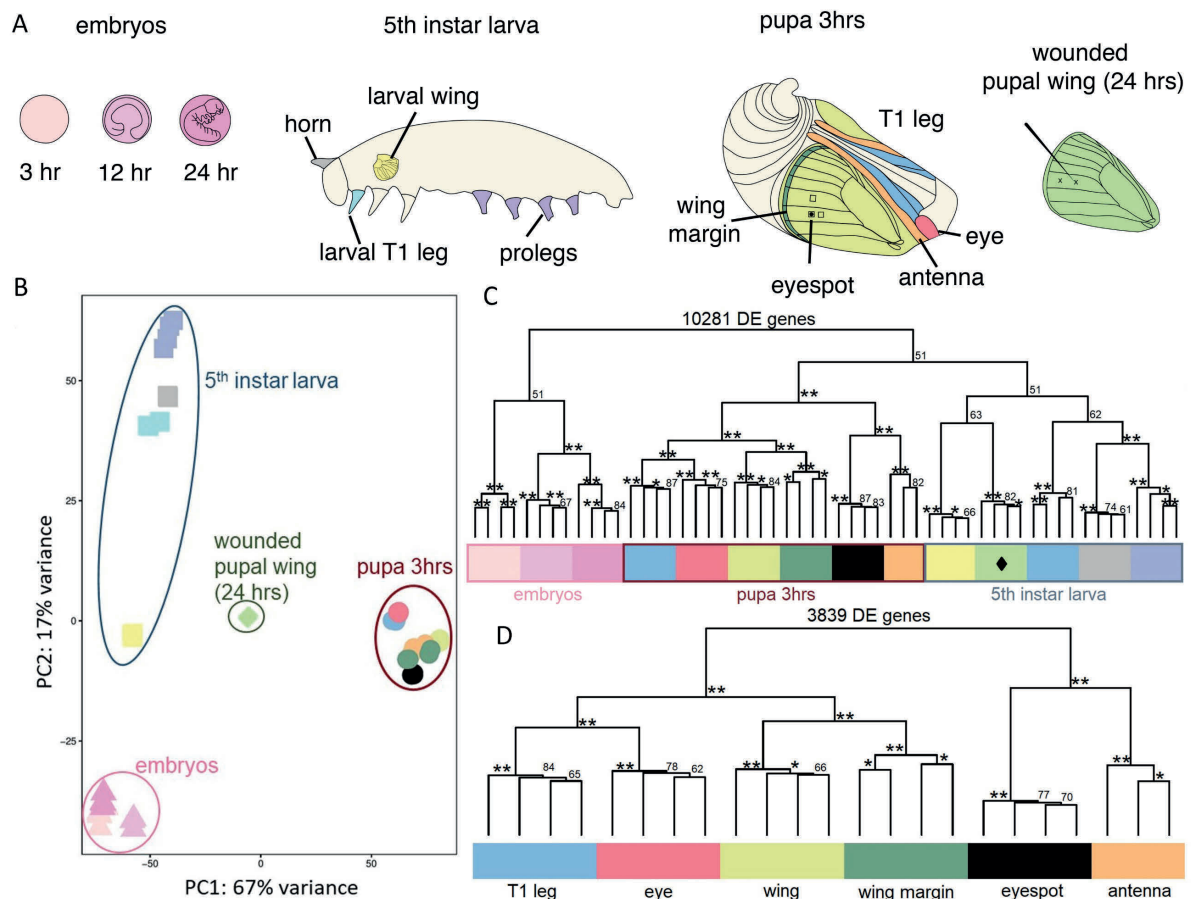 A
embryos
3 hr
12 hr
24 hr
5th instar larva
larval wing
horn
larval T1 leg
prolegs
pupa 3hrs
T1 leg
wing
margin
eyespot
antenna
eye
wounded
pupal wing (24 hrs)
B
PC2: 17% variance
50
25
0
−25
−50
0
50
PC1: 67% variance
5th instar larva
wounded
pupal wing
(24 hrs)
pupa 3hrs
embryos
C
10281 DE genes
51
51
** 51
51 ** 63 62
** ** ** ** **
** ** ** ** ** ** ** ** ** * ** * ** ** 87 83 ** 82 ** * 66 ** 82 * ** 81 74 61 ** * **
** ** ** ** 67 ** 84 ** * 87 ** ** 75 ** * 84 * * *
embryos
pupa 3hrs
5th instar larva
D
3839 DE genes
**
** ** **
** 84 65 ** 78 62 ** * 66 * ** * ** 77 70 ** *
T1 leg
eye
wing
wing margin
eyespot
antenna